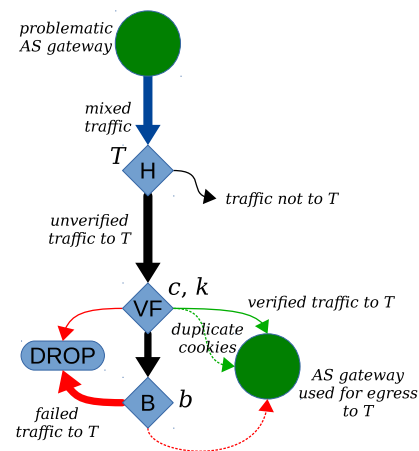 problematic
AS gateway
mixed
traffic
T
H
traffic not to T
unverified
traffic to T
c, k
VF
verified traffic to T
duplicate
cookies
DROP
AS gateway
used for egress
to T
B
b
failed
traffic to T